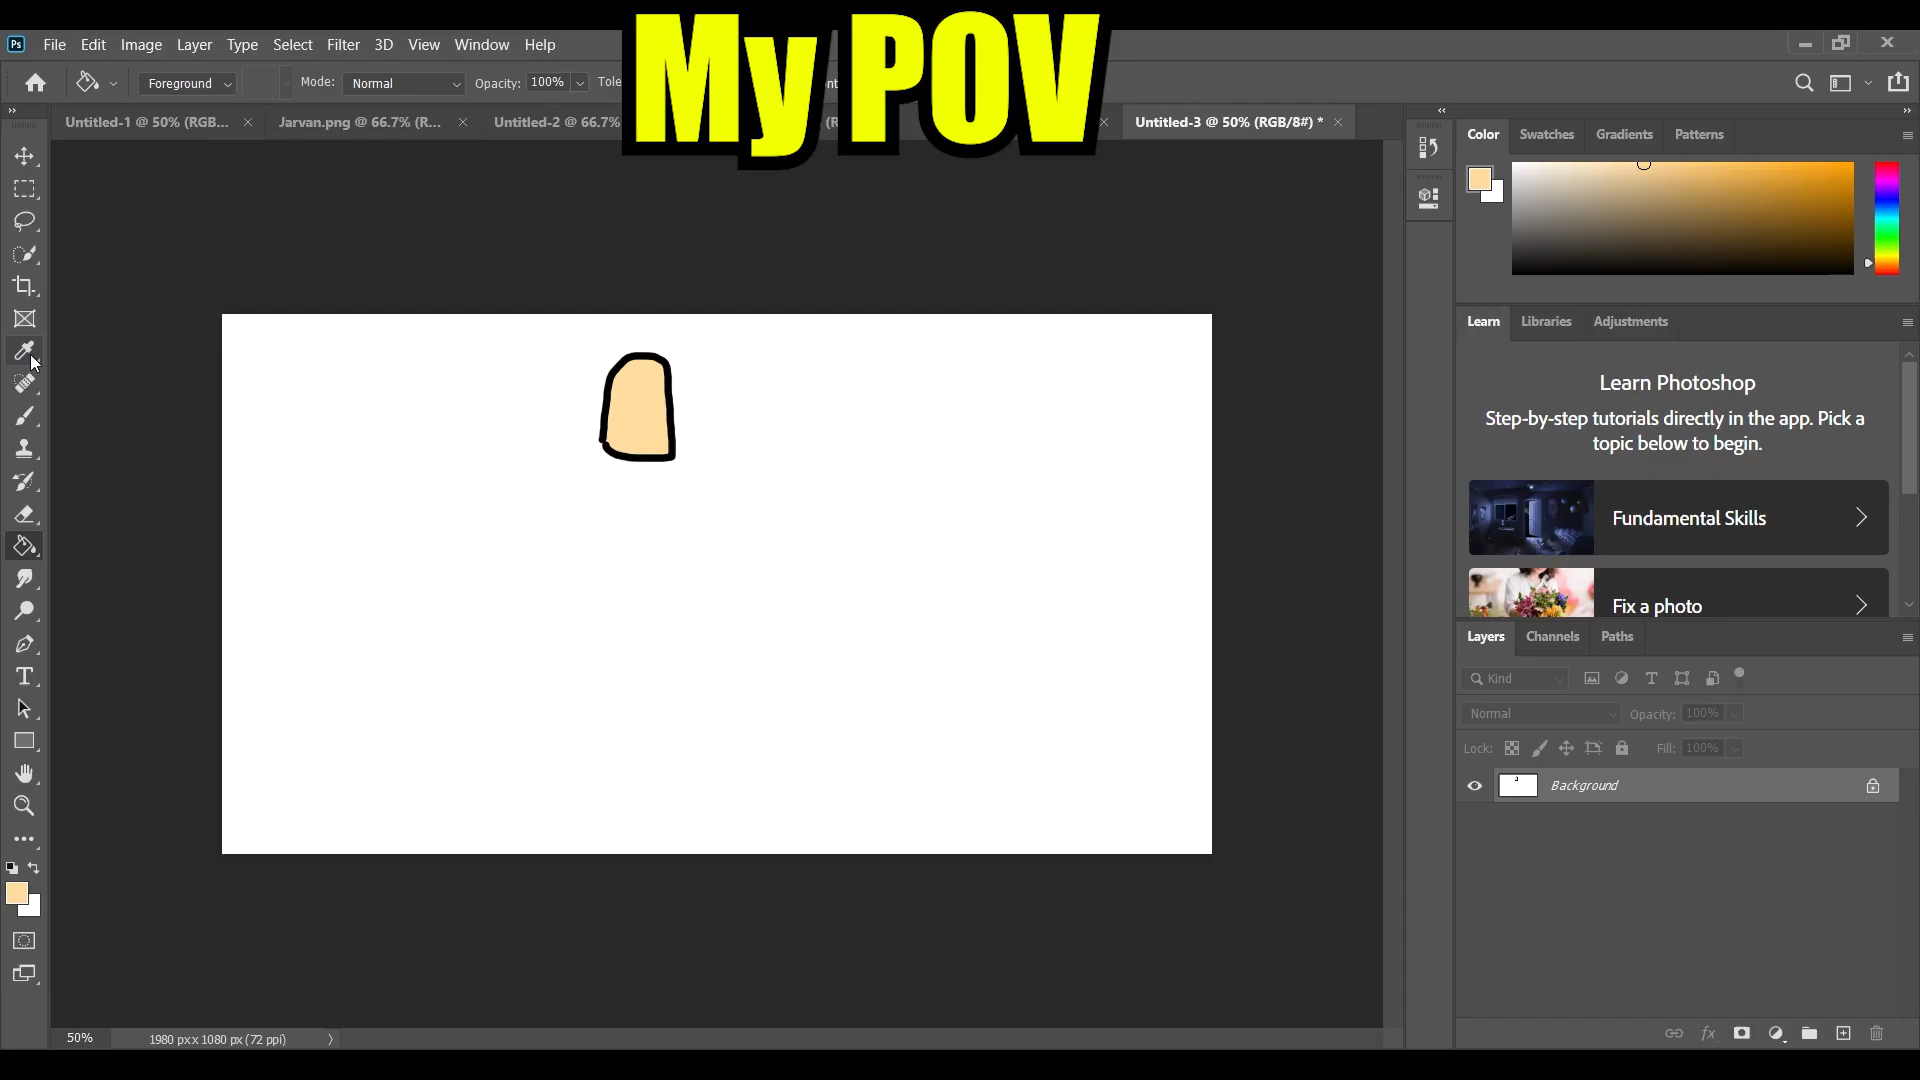 My POV
Ps File Edit Image Layer Type Select Filter 3D View Window Help
Foreground Mode: Normal Opacity: 100%
Untitled-1 @ 50% (RGB... Jarvan.png @ 66.7% (R... Untitled-2 @ 66.7% Untitled-3 @ 50% (RGB/8#) *
Color Swatches Gradients Patterns
Learn Libraries Adjustments
Learn Photoshop
Step-by-step tutorials directly in the app. Pick a
topic below to begin.
Fundamental Skills
Fix a photo
Layers Channels Paths
Kind
Normal Opacity: 100%
Lock: Fill: 100%
Background
fx
50% 1980 px x 1080 px (72 ppi)